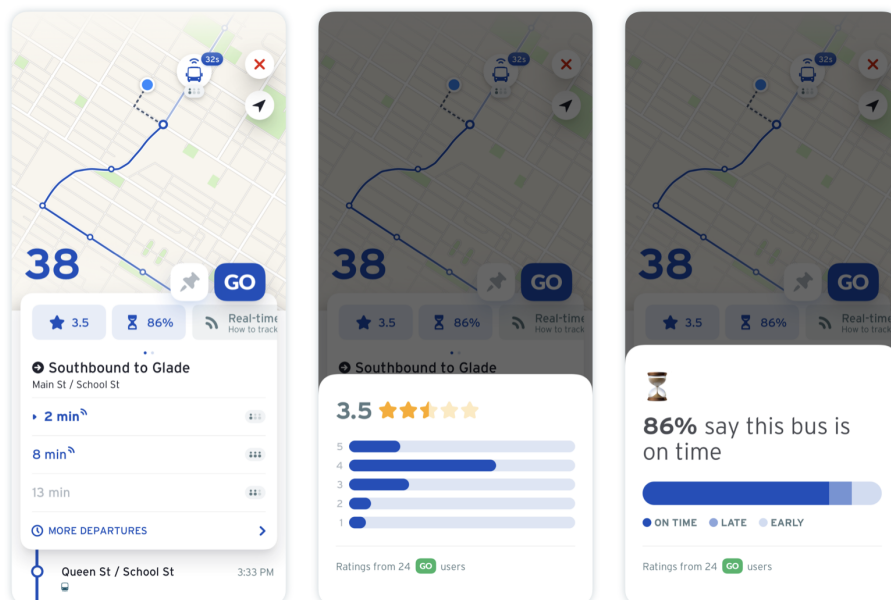 32s
38
GO
3.5
86%
Real-time
How to track
Southbound to Glade
Main St / School St
2 min
8 min
13 min
MORE DEPARTURES
Queen St / School St
3:33 PM
32s
38
GO
3.5
86%
Real-time
How to track
Southbound to Glade
3.5
5
4
3
2
1
Ratings from 24 GO users
32s
38
GO
3.5
86%
Real-time
How to track
86% say this bus is
on time
ON TIME
LATE
EARLY
Ratings from 24 GO users